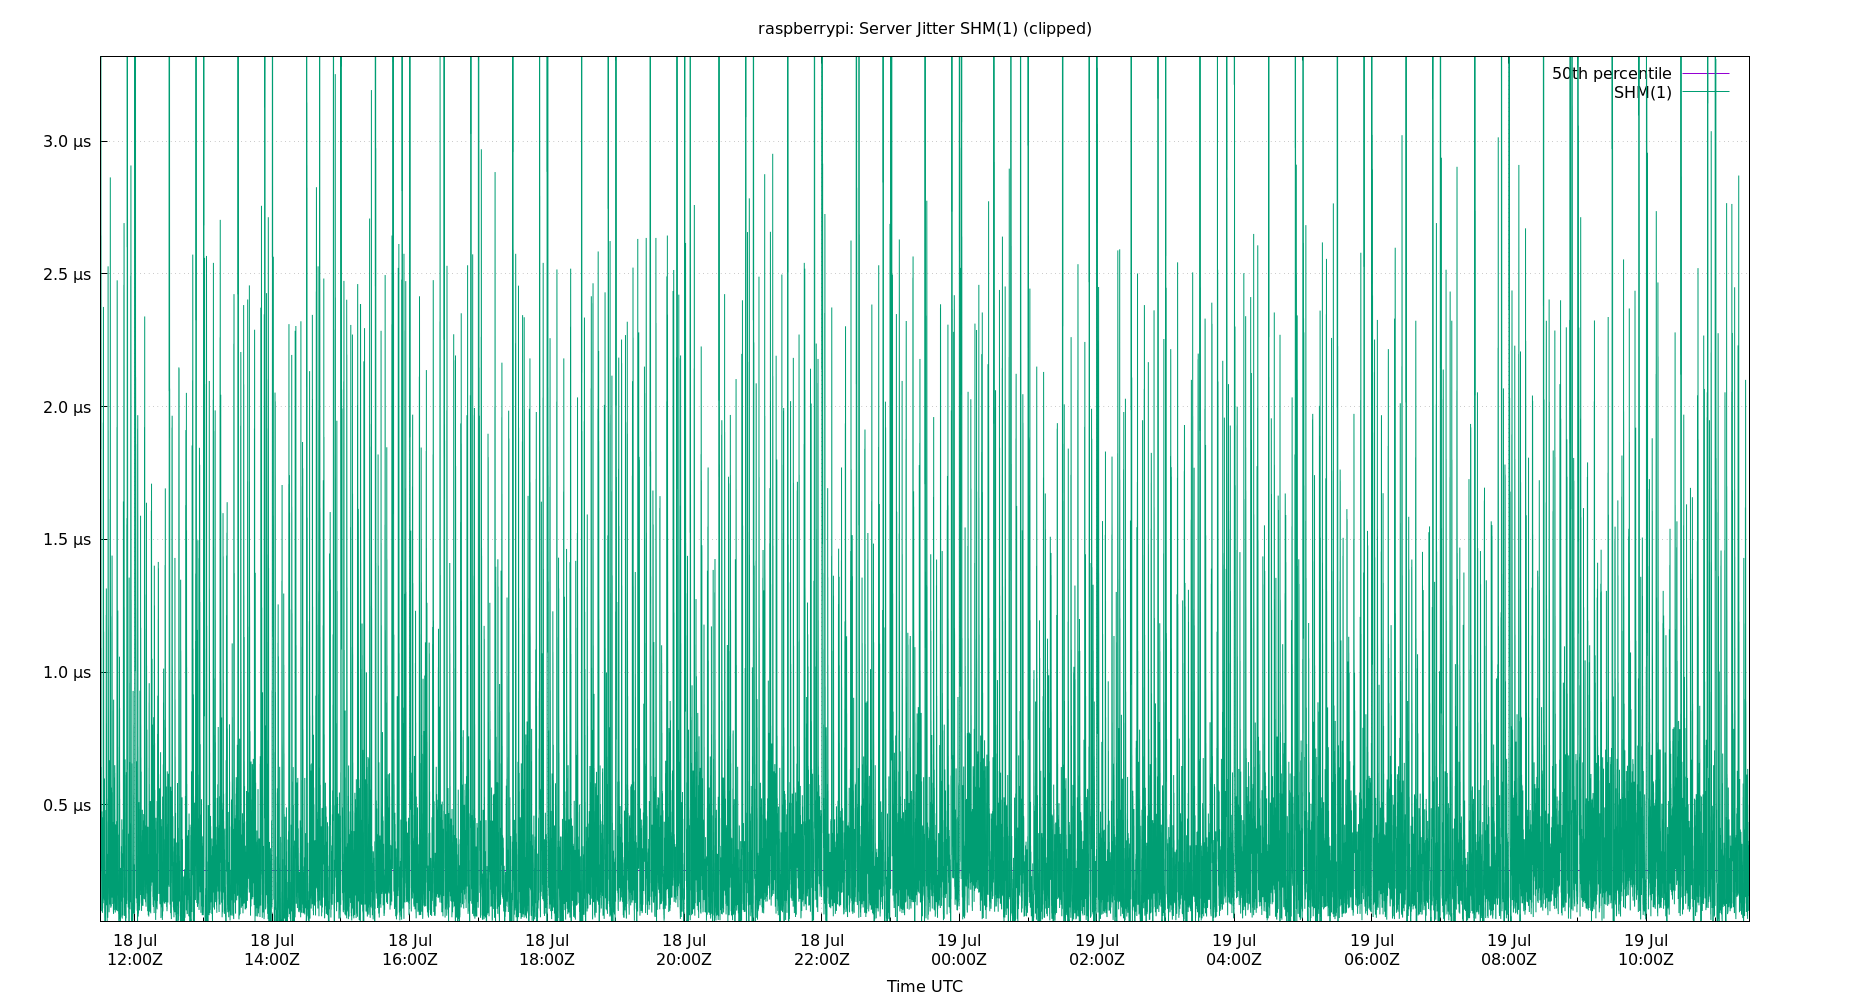 raspberrypi: Server Jitter SHM(1) (clipped)
50th percentile
SHM(1)
3.0 μs
2.5 μs
2.0 μs
1.5 μs
1.0 μs
0.5 μs
18 Jul 18 Jul 18 Jul 18 Jul 18 Jul 18 Jul 19 Jul 19 Jul 19 Jul 19 Jul 19 Jul 19 Jul
12:00Z 14:00Z 16:00Z 18:00Z 20:00Z 22:00Z 00:00Z 02:00Z 04:00Z 06:00Z 08:00Z 10:00Z
Time UTC